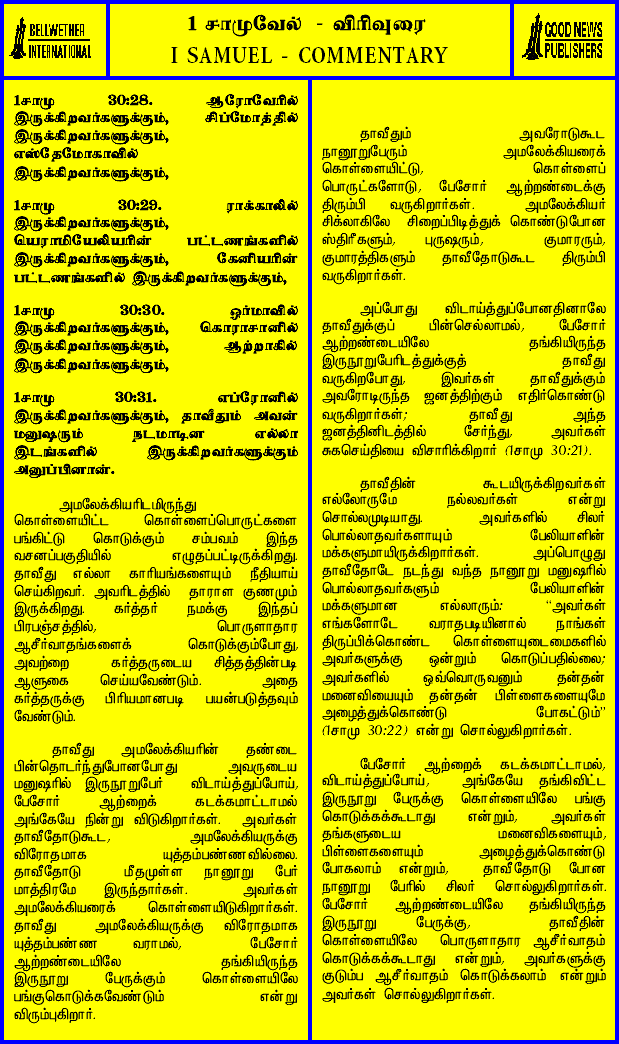 BELLWETHER
INTERNATIONAL
1 சாமுவேல் - விரிவுரை
I SAMUEL - COMMENTARY
GOOD NEWS
PUBLISHERS
1சாமு 30:28. ஆரோவேரில்
இருக்கிறவர்களுக்கும், சிப்மோத்தில்
இருக்கிறவர்களுக்கும்,
எஸ்தேமோகாவில்
இருக்கிறவர்களுக்கும்,
1சாமு 30:29. ராக்காலில்
இருக்கிறவர்களுக்கும்,
யெராமியேலியரின் பட்டணங்களில்
இருக்கிறவர்களுக்கும், கேனியரின்
பட்டணங்களில் இருக்கிறவர்களுக்கும்,
1சாமு 30:30. ஒர்மாவில்
இருக்கிறவர்களுக்கும், கொராசானில்
இருக்கிறவர்களுக்கும், ஆற்றாகில்
இருக்கிறவர்களுக்கும்,
1சாமு 30:31. எப்ரோனில்
இருக்கிறவர்களுக்கும், தாவீதும் அவன்
மனுஷரும் நடமாடின எல்லா
இடங்களில் இருக்கிறவர்களுக்கும்
அனுப்பினான்.
அமலேக்கியரிடமிருந்து
கொள்ளையிட்ட கொள்ளைப்பொருட்களை
பங்கிட்டு கொடுக்கும் சம்பவம் இந்த
வசனப்பகுதியில் எழுதப்பட்டிருக்கிறது.
தாவீது எல்லா காரியங்களையும் நீதியாய்
செய்கிறவர். அவரிடத்தில் தாராள குணமும்
இருக்கிறது. கர்த்தர் நமக்கு இந்தப்
பிரபஞ்சத்தில், பொருளாதார
ஆசீர்வாதங்களைக் கொடுக்கும்போது,
அவற்றை கர்த்தருடைய சித்தத்தின்படி
ஆளுகை செய்யவேண்டும். அதை
கர்த்தருக்கு பிரியமானபடி பயன்படுத்தவும்
வேண்டும்.
தாவீது அமலேக்கியரின் தண்டை
பின்தொடர்ந்துபோனபோது அவருடைய
மனுஷரில் இருநூறுபேர் விடாய்த்துப்போய்,
பேசோர் ஆற்றைக் கடக்கமாட்டாமல்
அங்கேயே நின்று விடுகிறார்கள். அவர்கள்
தாவீதோடுகூட, அமலேக்கியருக்கு
விரோதமாக யுத்தம்பண்ணவில்லை.
தாவீதோடு மீதமுள்ள நானூறு பேர்
மாத்திரமே இருந்தார்கள். அவர்கள்
அமலேக்கியரைக் கொள்ளையிடுகிறார்கள்.
தாவீது அமலேக்கியருக்கு விரோதமாக
யுத்தம்பண்ண வராமல், பேசோர்
ஆற்றண்டையிலே தங்கியிருந்த
இருநூறு பேருக்கும் கொள்ளையிலே
பங்குகொடுக்கவேண்டும் என்று
விரும்புகிறார்.
தாவீதும் அவரோடுகூட
நானூறுபேரும் அமலேக்கியரைக்
கொள்ளையிட்டு, கொள்ளைப்
பொருட்களோடு, பேசோர் ஆற்றண்டைக்கு
திரும்பி வருகிறார்கள். அமலேக்கியர்
சிக்லாகிலே சிறைப்பிடித்துக் கொண்டுபோன
ஸ்திரீகளும், புருஷரும், குமாரரும்,
குமாரத்திகளும் தாவீதோடுகூட திரும்பி
வருகிறார்கள்.
அப்போது விடாய்த்துப்போனதினாலே
தாவீதுக்குப் பின்செல்லாமல், பேசோர்
ஆற்றண்டையிலே தங்கியிருந்த
இருநூறுபேரிடத்துக்குத் தாவீது
வருகிறபோது, இவர்கள் தாவீதுக்கும்
அவரோடிருந்த ஜனத்திற்கும் எதிர்கொண்டு
வருகிறார்கள்; தாவீது அந்த
ஜனத்தினிடத்தில் சேர்ந்து, அவர்கள்
சுகசெய்தியை விசாரிக்கிறார் (1சாமு 30:21).
தாவீதின் கூடயிருக்கிறவர்கள்
எல்லோருமே நல்லவர்கள் என்று
சொல்லமுடியாது. அவர்களில் சிலர்
பொல்லாதவர்களாயும் பேலியாளின்
மக்களுமாயிருக்கிறார்கள். அப்பொழுது
தாவீதோடே நடந்து வந்த நானூறு மனுஷரில்
பொல்லாதவர்களும் பேலியாளின்
மக்களுமான எல்லாரும்: "அவர்கள்
எங்களோடே வராதபடியினால் நாங்கள்
திருப்பிக்கொண்ட கொள்ளையுடைமைகளில்
அவர்களுக்கு ஒன்றும் கொடுப்பதில்லை;
அவர்களில் ஒவ்வொருவனும் தன்தன்
மனைவியையும் தன்தன் பிள்ளைகளையுமே
அழைத்துக்கொண்டு போகட்டும்"
(1சாமு 30:22) என்று சொல்லுகிறார்கள்.
பேசோர் ஆற்றைக் கடக்கமாட்டாமல்,
விடாய்த்துப்போய், அங்கேயே தங்கிவிட்ட
இருநூறு பேருக்கு கொள்ளையிலே பங்கு
கொடுக்கக்கூடாது என்றும், அவர்கள்
தங்களுடைய மனைவிகளையும்,
பிள்ளைகளையும் அழைத்துக்கொண்டு
போகலாம் என்றும், தாவீதோடு போன
நானூறு பேரில் சிலர் சொல்லுகிறார்கள்.
பேசோர் ஆற்றண்டையிலே தங்கியிருந்த
இருநூறு பேருக்கு, தாவீதின்
கொள்ளையிலே பொருளாதார ஆசீர்வாதம்
கொடுக்கக்கூடாது என்றும், அவர்களுக்கு
குடும்ப ஆசீர்வாதம் கொடுக்கலாம் என்றும்
அவர்கள் சொல்லுகிறார்கள்.